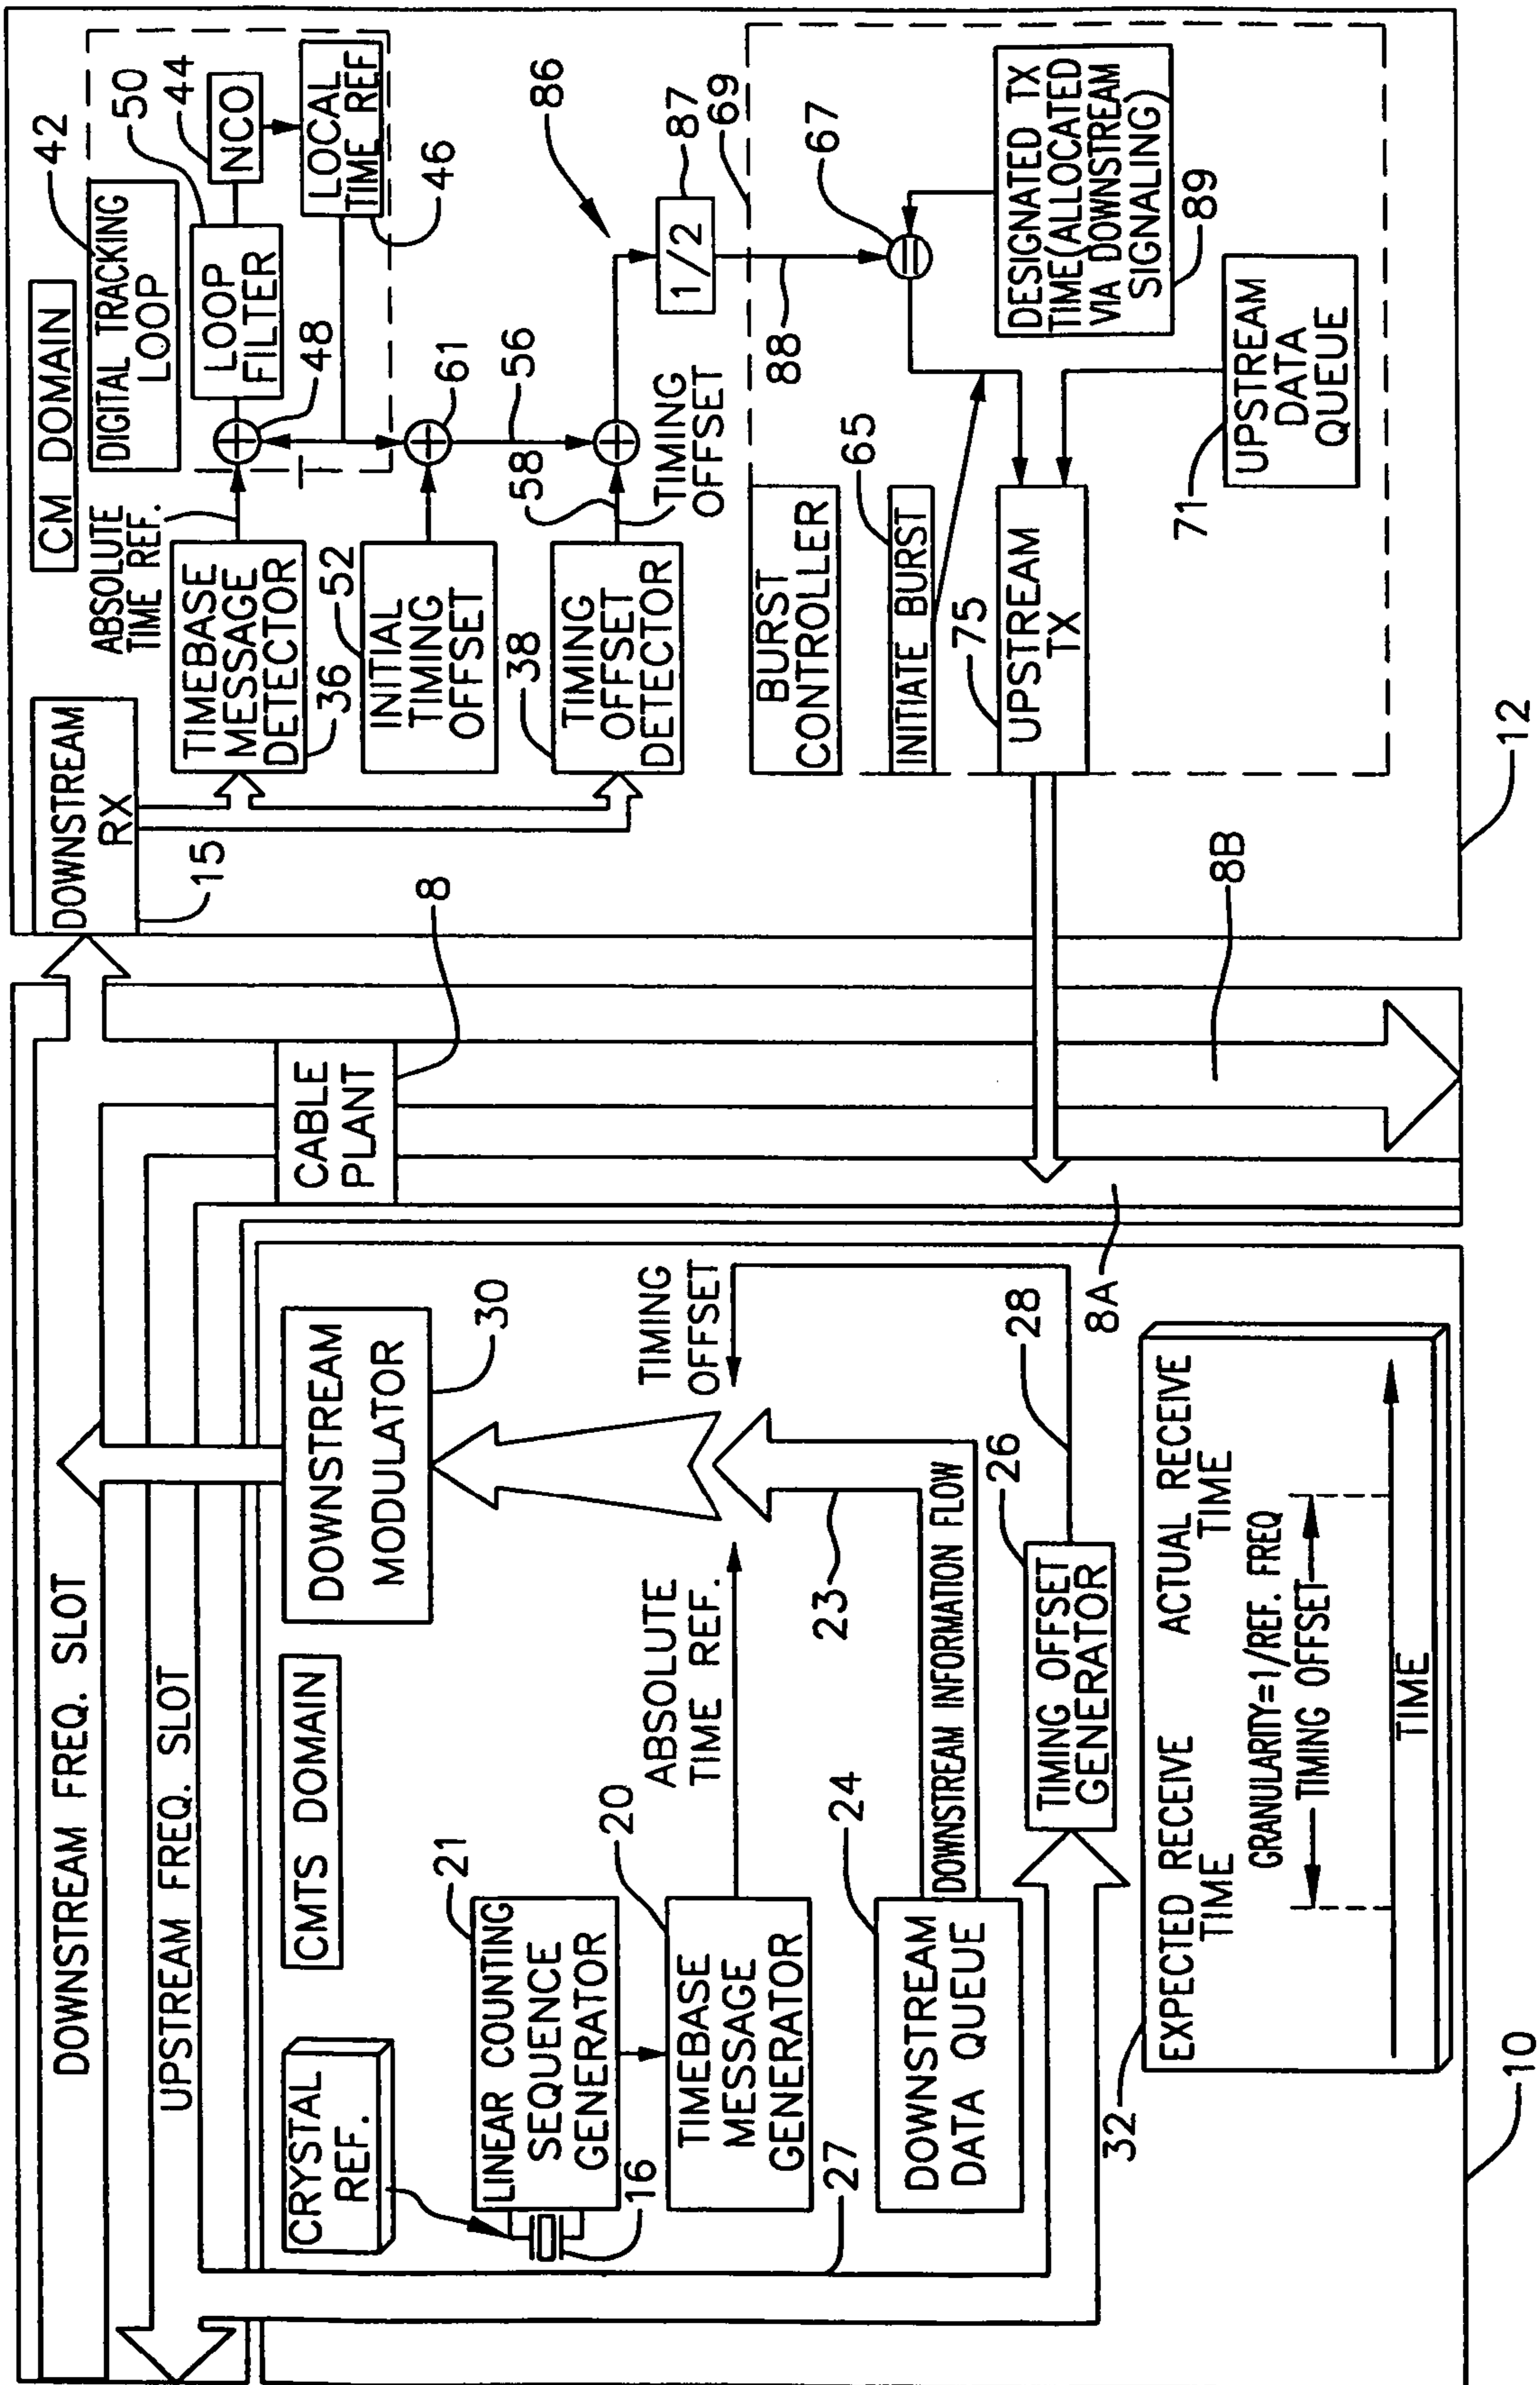 DOWNSTREAM FREQ. SLOT
UPSTREAM FREQ. SLOT
CRYSTAL
REF.
CMTS DOMAIN
LINEAR COUNTING
SEQUENCE
GENERATOR
21
16
TIMEBASE
MESSAGE
GENERATOR
20
ABSOLUTE
TIME REF.
DOWNSTREAM
MODULATOR
30
TIMING
OFFSET
DOWNSTREAM
DATA QUEUE
24
DOWNSTREAM INFORMATION FLOW
23
27
TIMING OFFSET
GENERATOR
26
28
32
EXPECTED RECEIVE
TIME
ACTUAL RECEIVE
TIME
GRANULARITY=1/REF. FREQ
TIMING OFFSET
TIME
10
CABLE
PLANT
8
8A
8B
DOWNSTREAM
RX
15
CM DOMAIN
ABSOLUTE
TIME REF.
TIMEBASE
MESSAGE
DETECTOR
36
DIGITAL TRACKING
LOOP
42
LOOP
FILTER
50
48
NCO
44
LOCAL
TIME REF
46
INITIAL
TIMING
OFFSET
52
61
56
TIMING
OFFSET
DETECTOR
38
58
TIMING
OFFSET
86
1/2
87
69
88
BURST
CONTROLLER
INITIATE BURST
65
67
UPSTREAM
TX
75
DESIGNATED TX
TIME(ALLOCATED
VIA DOWNSTREAM
SIGNALING)
89
UPSTREAM
DATA
QUEUE
71
12